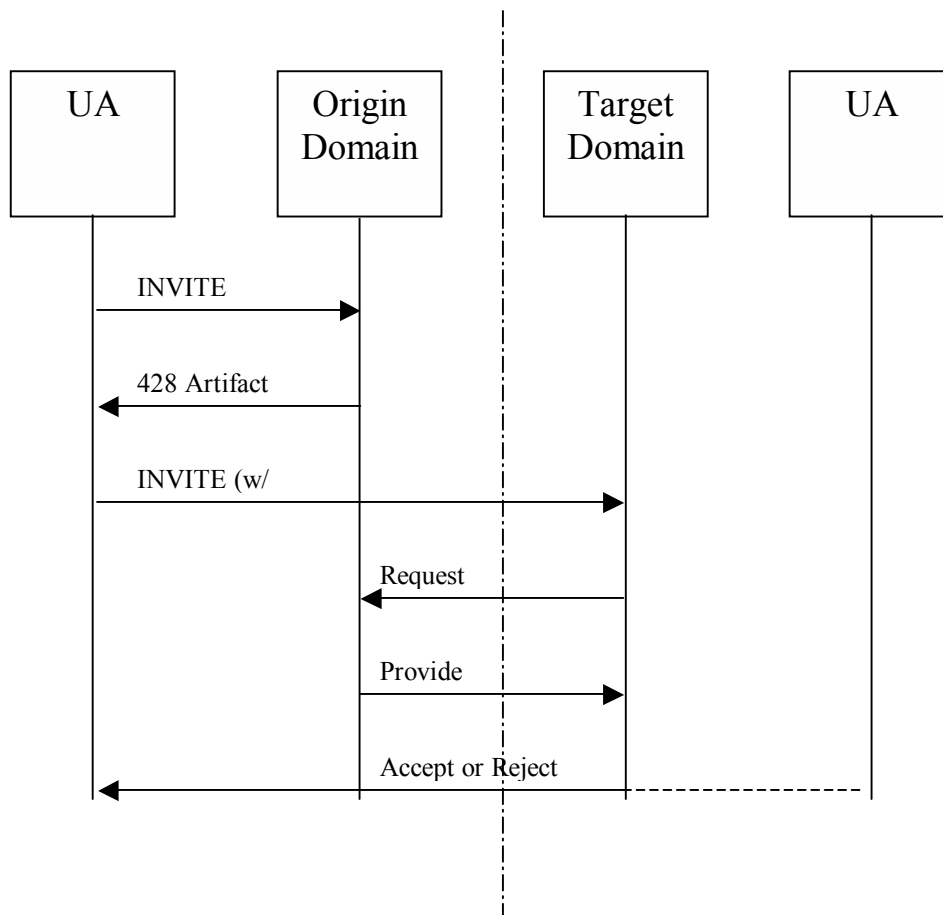 UA
Origin
Domain
Target
Domain
UA
INVITE
428 Artifact
INVITE (w/
Request
Provide
Accept or Reject